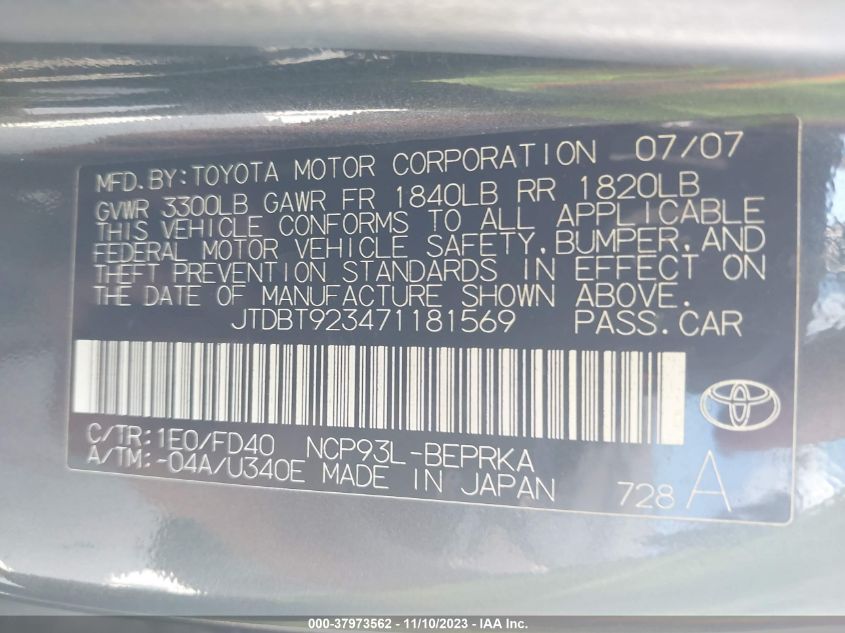 MFD. BY: TOYOTA MOTOR CORPORATION 07/07
GVWR 3300LB GAWR FR 1840LB RR 1820LB
THIS VEHICLE CONFORMS TO ALL APPLICABLE
FEDERAL MOTOR VEHICLE SAFETY, BUMPER, AND
THEFT PREVENTION STANDARDS IN EFFECT ON
THE DATE OF MANUFACTURE SHOWN ABOVE.
JTDBT923471181569 PASS. CAR
C/TR: 1E0/FD40 NCP93L-BEPRKA
A/TM: -04A/U340E MADE IN JAPAN
728 A
000-37973562 - 11/10/2023 - IAA Inc.